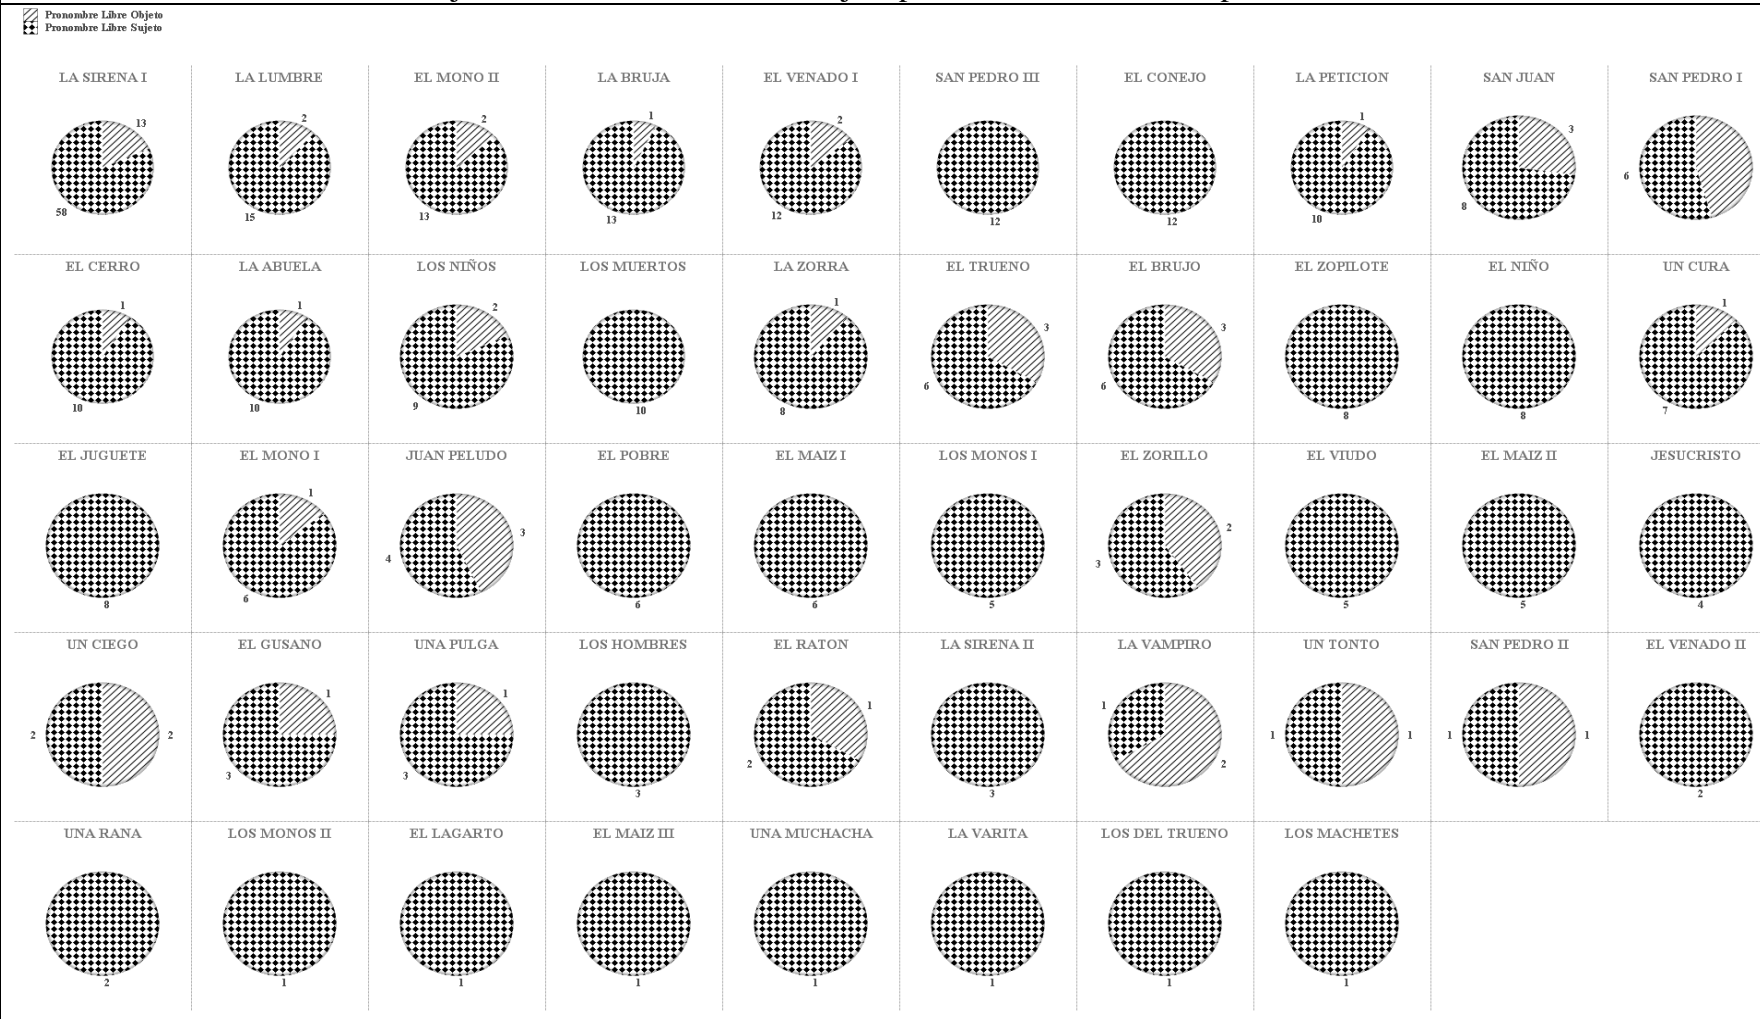 Pronombre Libre Objeto
Pronombre Libre Sujeto
LA SIRENA I LA LUMBRE EL MONO II LA BRUJA EL VENADO I SAN PEDRO III EL CONEJO LA PETICION SAN JUAN SAN PEDRO I
13 2 2 1 2 1 3
6
58 15 13 13 12 12 12 10 8
EL CERRO LA ABUELA LOS NIÑOS LOS MUERTOS LA ZORRA EL TRUENO EL BRUJO EL ZOPILOTE EL NIÑO UN CURA
1 1 2 1 3 3 1
6 6
10 10 9 10 8 8 8 7
EL JUGUETE EL MONO I JUAN PELUDO EL POBRE EL MAIZ I LOS MONOS I EL ZORILLO EL VIUDO EL MAIZ II JESUCRISTO
1 3 2
4 3
8 6 6 6 5 5 5 4
UN CIEGO EL GUSANO UNA PULGA LOS HOMBRES EL RATON LA SIRENA II LA VAMPIRO UN TONTO SAN PEDRO II EL VENADO II
1 1 1 1
2 2 1 1 1 1
3 3 2 2
3 3 2
UNA RANA LOS MONOS II EL LAGARTO EL MAIZ III UNA MUCHACHA LA VARITA LOS DEL TRUENO LOS MACHETES
2 1 1 1 1 1 1 1